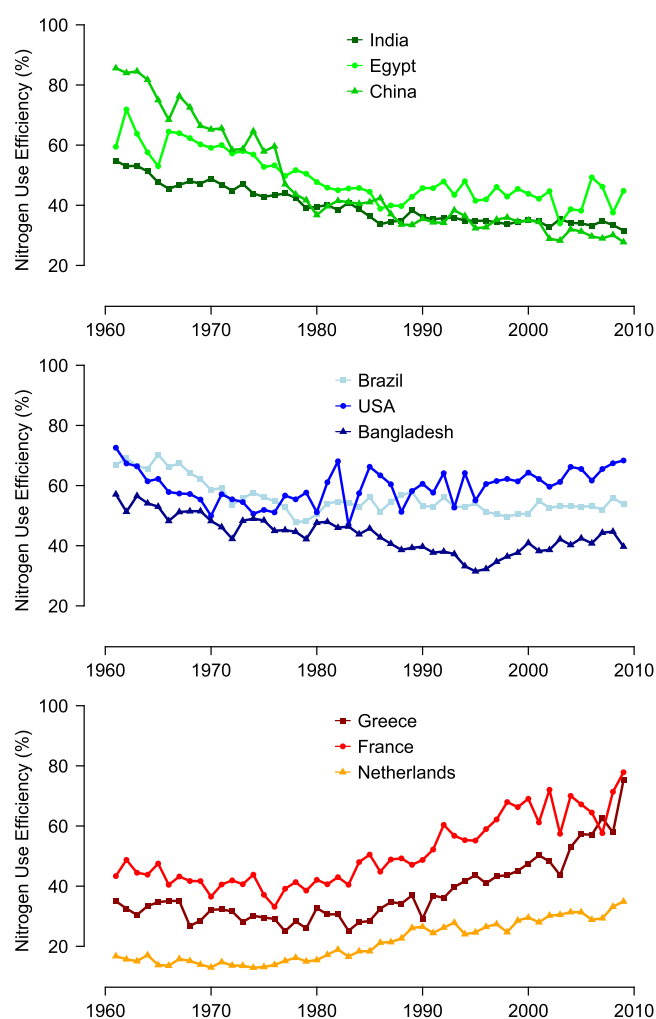 Nitrogen Use Efficiency (%)
100
80
60
40
20
India
Egypt
China
1960 1970 1980 1990 2000 2010
Nitrogen Use Efficiency (%)
100
80
60
40
20
Brazil
USA
Bangladesh
1960 1970 1980 1990 2000 2010
Nitrogen Use Efficiency (%)
100
80
60
40
20
Greece
France
Netherlands
1960 1970 1980 1990 2000 2010